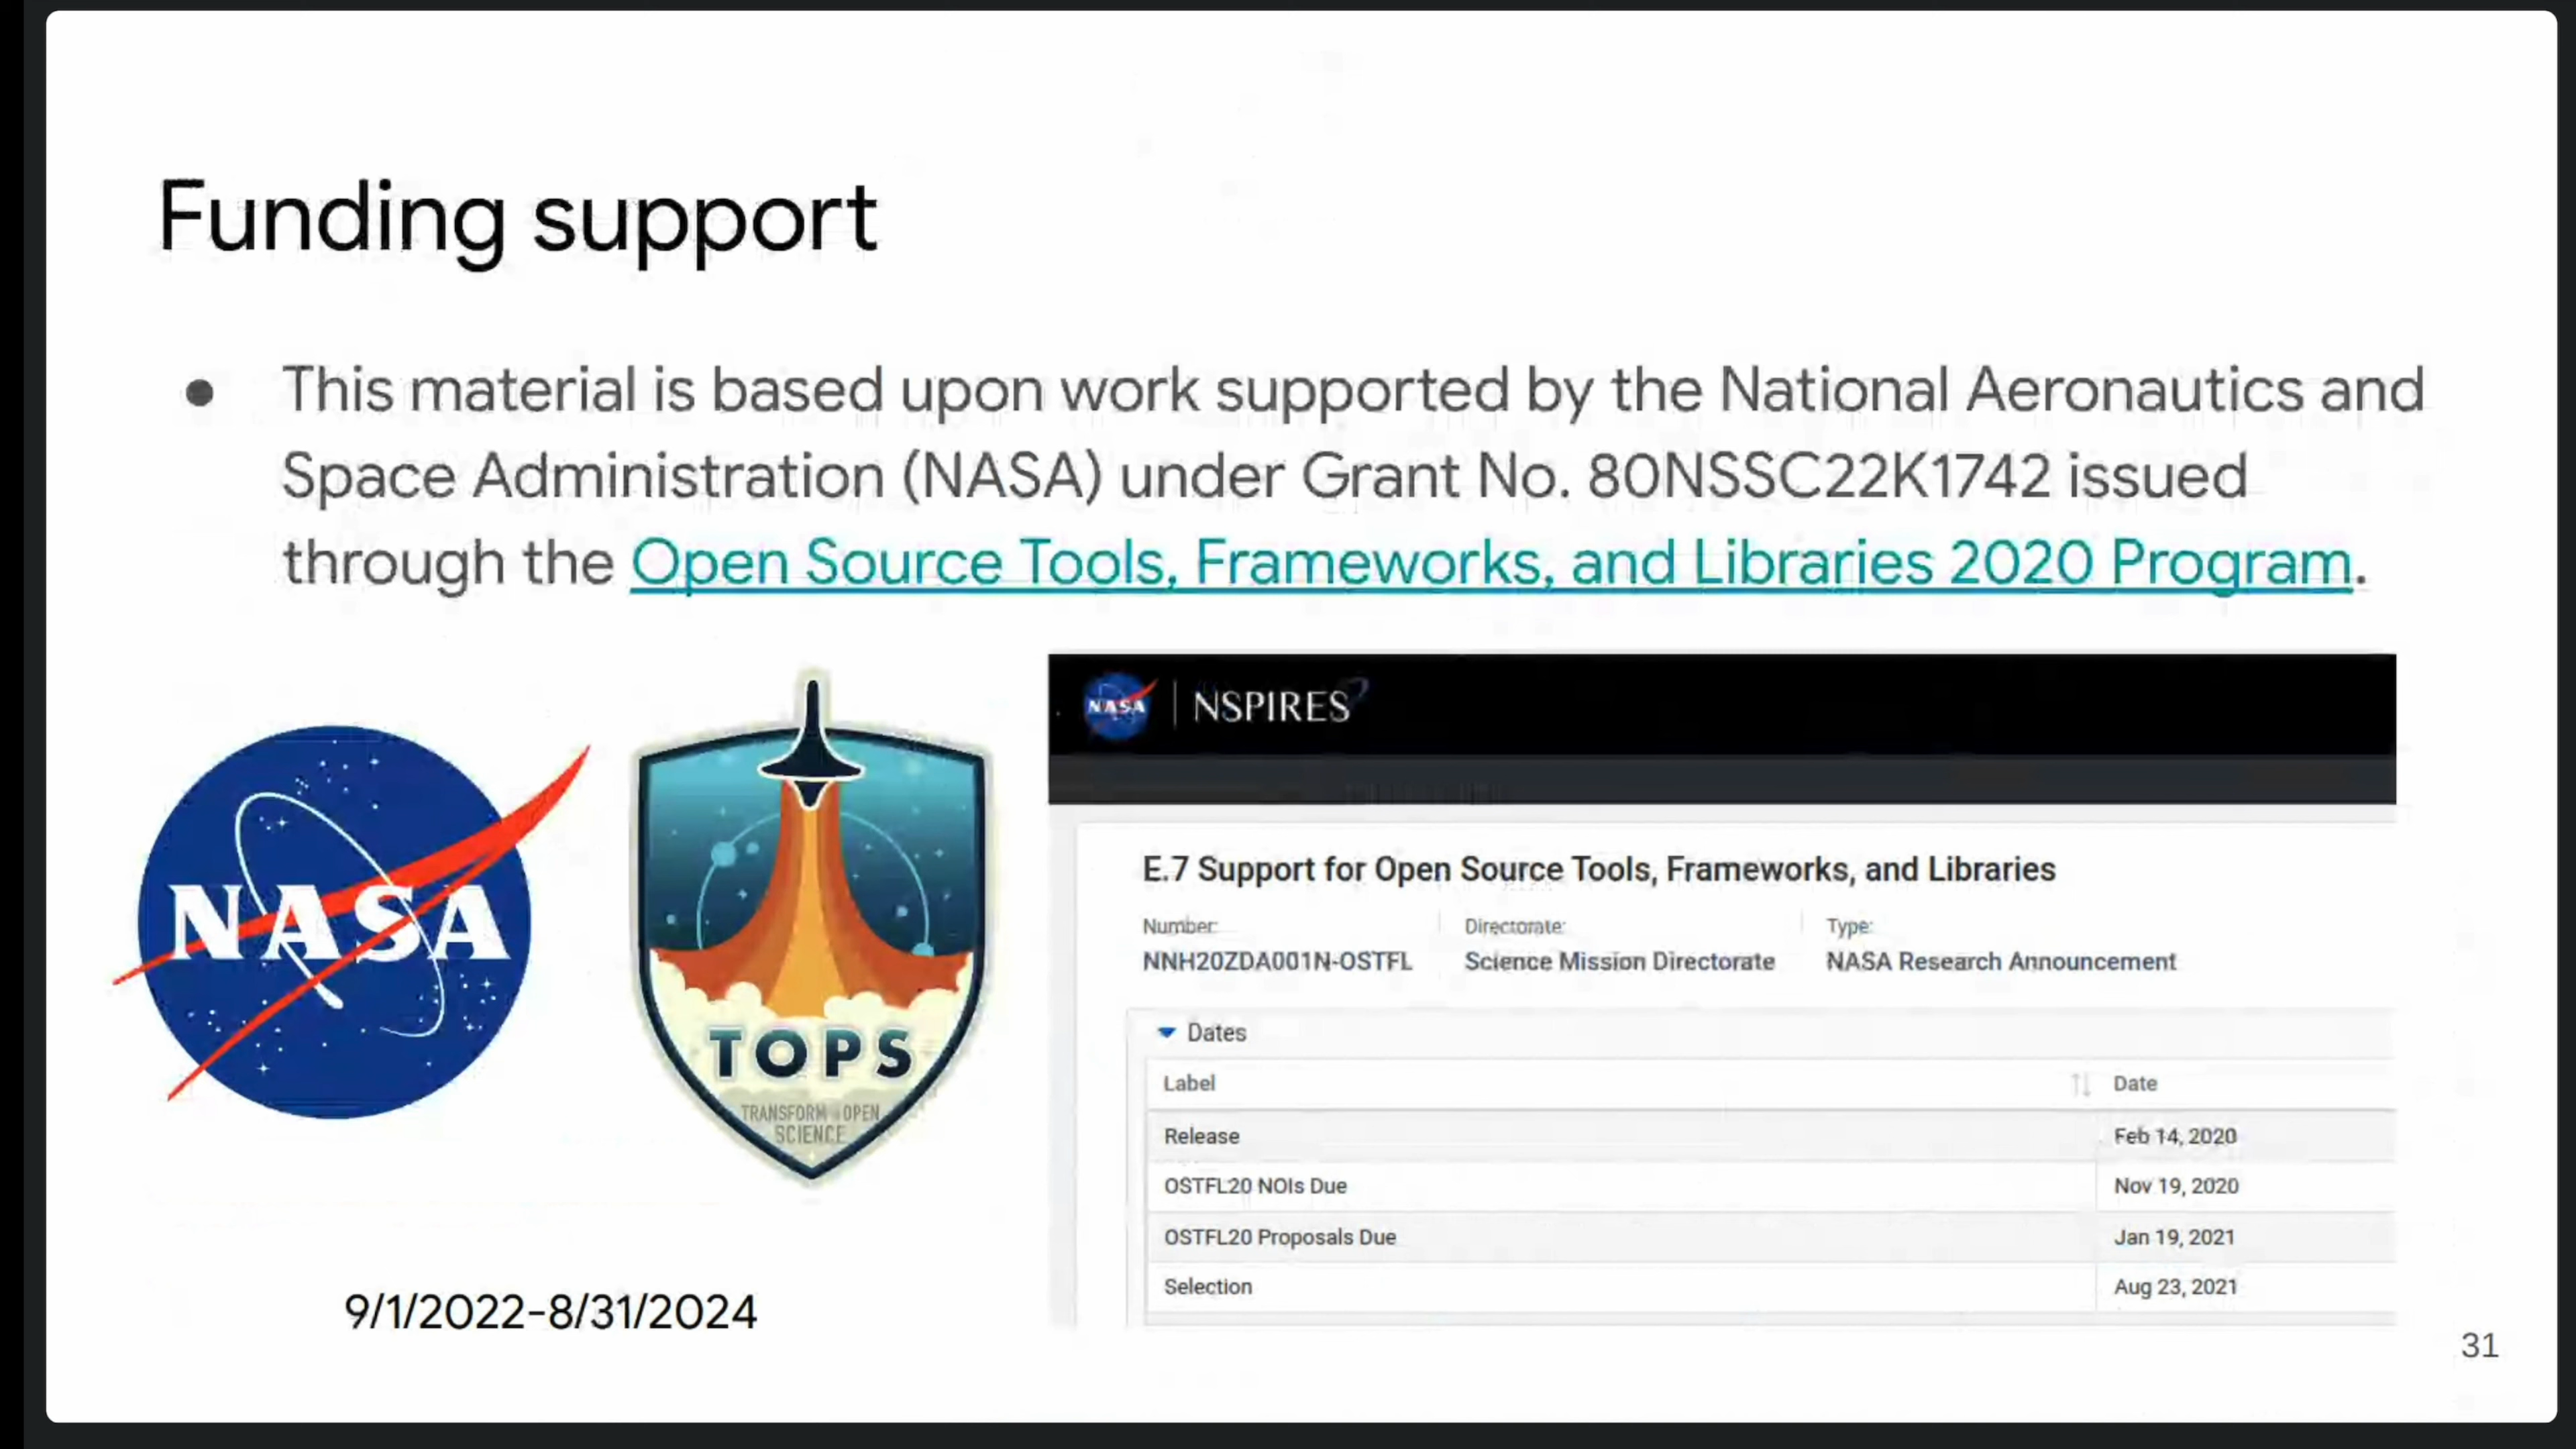 Funding support
● This material is based upon work supported by the National Aeronautics and
Space Administration (NASA) under Grant No. 80NSSC22K1742 issued
through the Open Source Tools, Frameworks, and Libraries 2020 Program.
NASA
TOPS
TRANSFORM OPEN
SCIENCE
9/1/2022-8/31/2024
NASA | NSPIRES
E.7 Support for Open Source Tools, Frameworks, and Libraries
Number: Directorate: Type:
NNH20ZDA001N-OSTFL Science Mission Directorate NASA Research Announcement
Dates
Label Date
Release Feb 14, 2020
OSTFL20 NOIs Due Nov 19, 2020
OSTFL20 Proposals Due Jan 19, 2021
Selection Aug 23, 2021
31